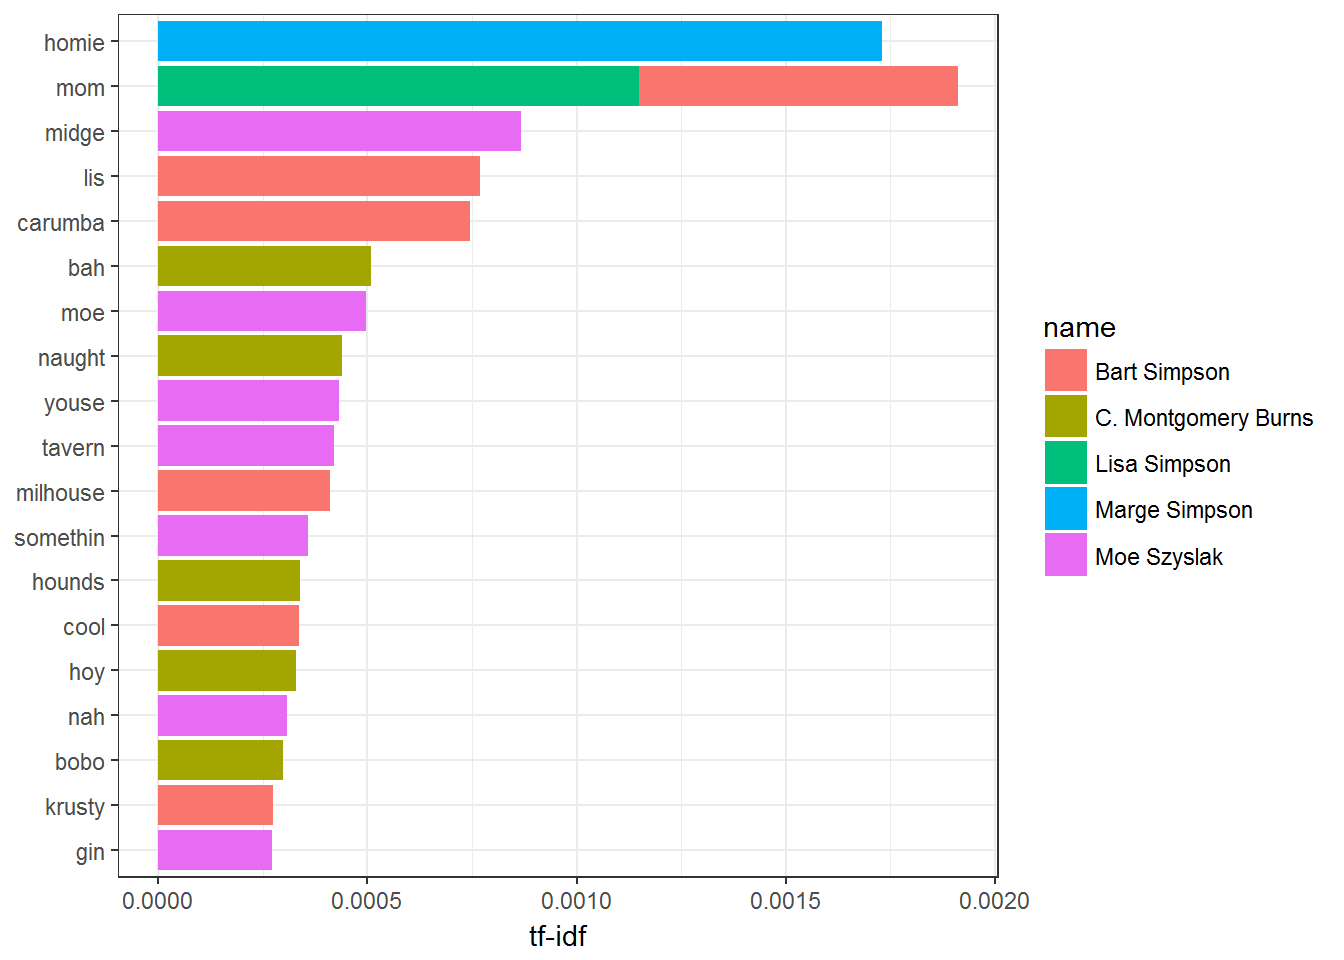 homie
mom
midge
lis
carumba
bah
moe
naught
youse
tavern
milhouse
somethin
hounds
cool
hoy
nah
bobo
krusty
gin
0.0000 0.0005 0.0010 0.0015 0.0020
tf-idf
name
Bart Simpson
C. Montgomery Burns
Lisa Simpson
Marge Simpson
Moe Szyslak